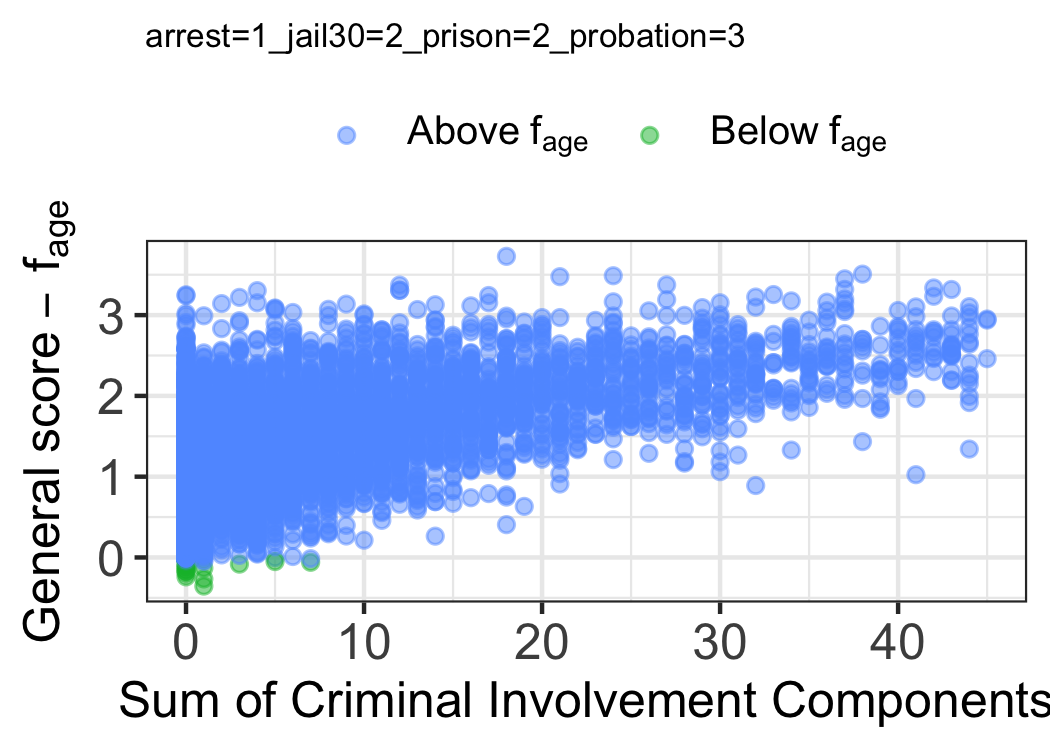 arrest=1_jail30=2_prison=2_probation=3
Above fage
Below fage
General score − fage
3
2
1
0
0
10
20
30
40
Sum of Criminal Involvement Components